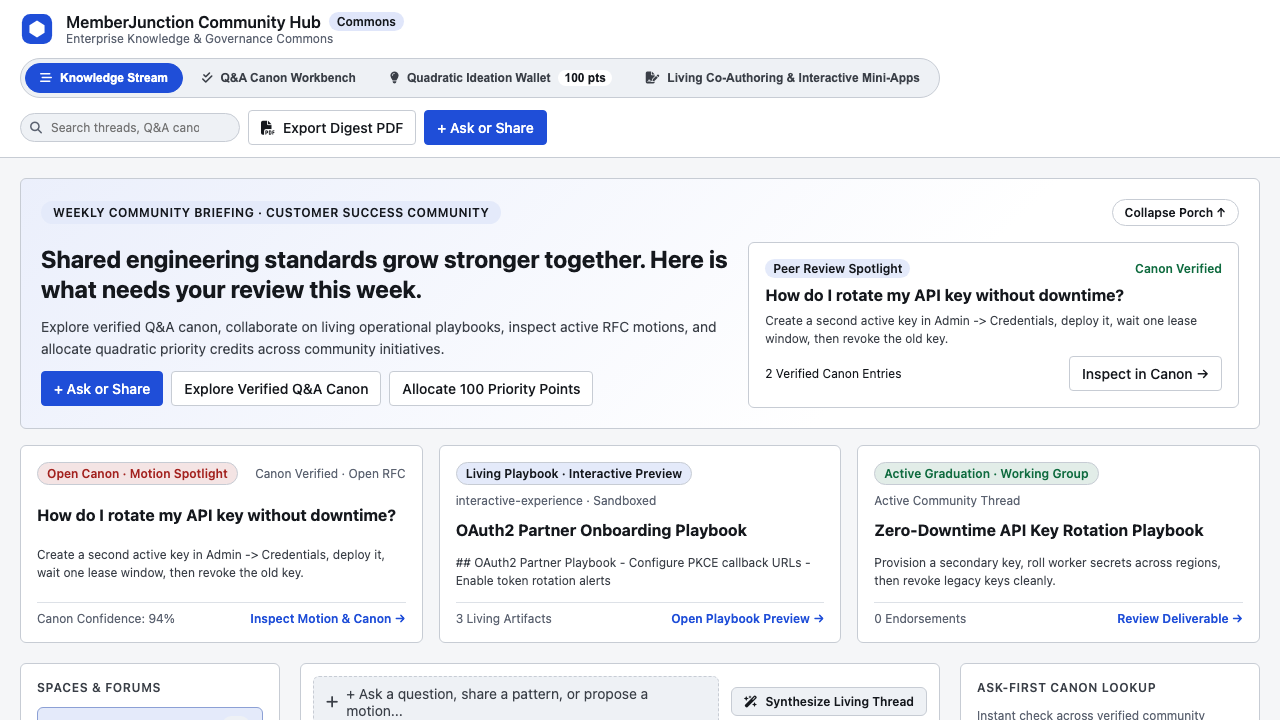 MemberJunction Community Hub
Commons
Enterprise Knowledge & Governance Commons
Knowledge Stream
Q&A Canon Workbench
Quadratic Ideation Wallet
100 pts
Living Co-Authoring & Interactive Mini-Apps
Search threads, Q&A canc
Export Digest PDF
+ Ask or Share
WEEKLY COMMUNITY BRIEFING · CUSTOMER SUCCESS COMMUNITY
Collapse Porch ↑
Shared engineering standards grow stronger together. Here is
what needs your review this week.
Explore verified Q&A canon, collaborate on living operational playbooks, inspect active RFC motions, and
allocate quadratic priority credits across community initiatives.
+ Ask or Share
Explore Verified Q&A Canon
Allocate 100 Priority Points
Peer Review Spotlight
Canon Verified
How do I rotate my API key without downtime?
Create a second active key in Admin -> Credentials, deploy it, wait one lease
window, then revoke the old key.
2 Verified Canon Entries
Inspect in Canon →
Open Canon · Motion Spotlight
Canon Verified · Open RFC
How do I rotate my API key without downtime?
Create a second active key in Admin -> Credentials, deploy it,
wait one lease window, then revoke the old key.
Canon Confidence: 94%
Inspect Motion & Canon →
Living Playbook · Interactive Preview
interactive-experience · Sandboxed
OAuth2 Partner Onboarding Playbook
## OAuth2 Partner Playbook - Configure PKCE callback URLs -
Enable token rotation alerts
3 Living Artifacts
Open Playbook Preview →
Active Graduation · Working Group
Active Community Thread
Zero-Downtime API Key Rotation Playbook
Provision a secondary key, roll worker secrets across regions,
then revoke legacy keys cleanly.
0 Endorsements
Review Deliverable →
SPACES & FORUMS
+ Ask a question, share a pattern, or propose a
motion...
Synthesize Living Thread
ASK-FIRST CANON LOOKUP
Instant check across verified community